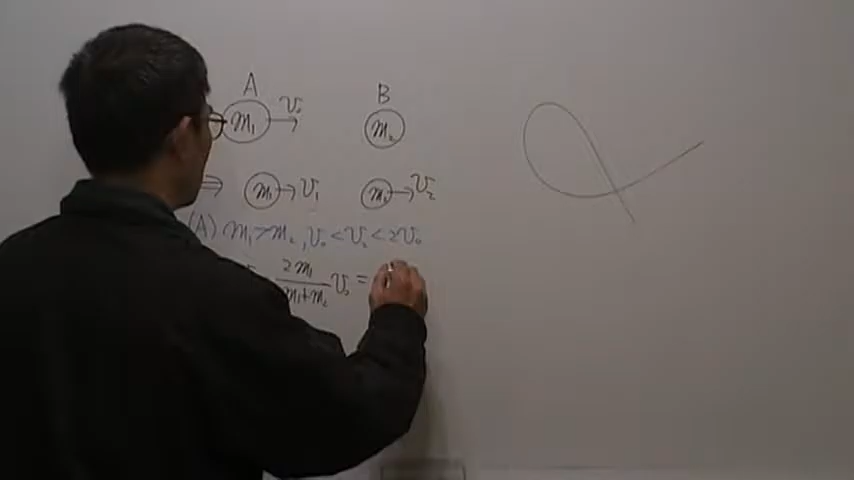 A B
m₁ v₀ → m₂
⇒ m₁ → v₁ m₂ → v₂
(A) m₁ > m₂, v₀ < v₂ < 2v₀
2m₁/m₁+m₂ v₀ =